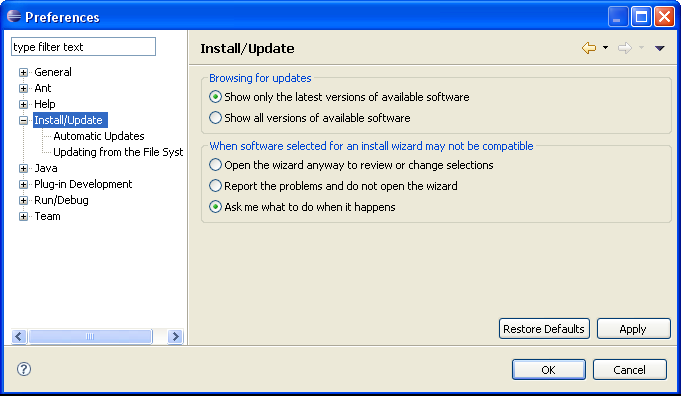 Preferences
type filter text
General
Ant
Help
Install/Update
Automatic Updates
Updating from the File Syst
Java
Plug-in Development
Run/Debug
Team
Install/Update
Browsing for updates
Show only the latest versions of available software
Show all versions of available software
When software selected for an install wizard may not be compatible
Open the wizard anyway to review or change selections
Report the problems and do not open the wizard
Ask me what to do when it happens
Restore Defaults
Apply
?
OK
Cancel